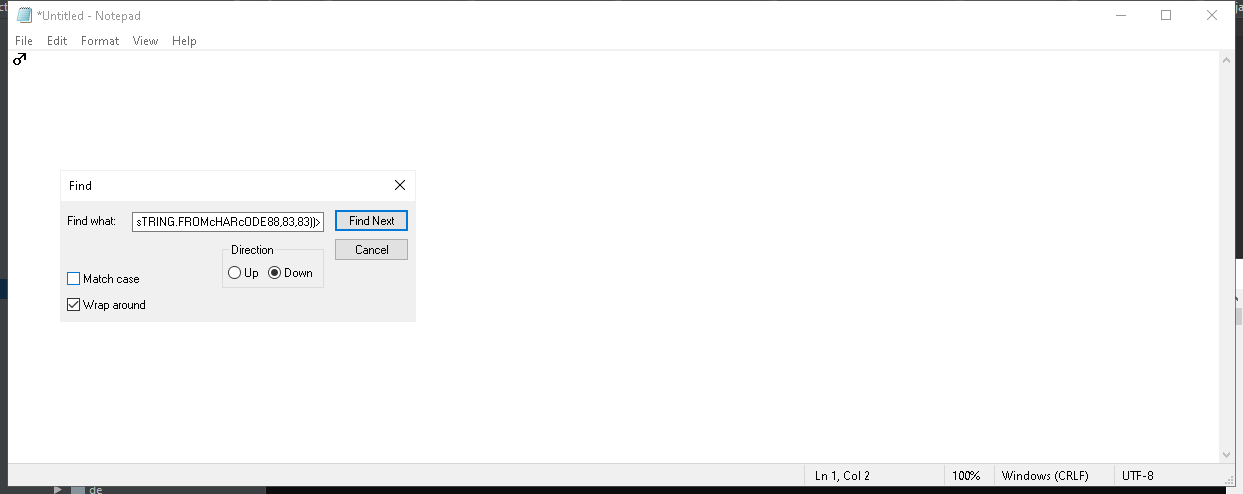 *Untitled - Notepad
File Edit Format View Help
♂
Find
Find what: sTRING.FROMcHARcODE88,83,83))> Find Next
Direction Cancel
Up Down
Match case
Wrap around
Ln 1, Col 2 100% Windows (CRLF) UTF-8
de